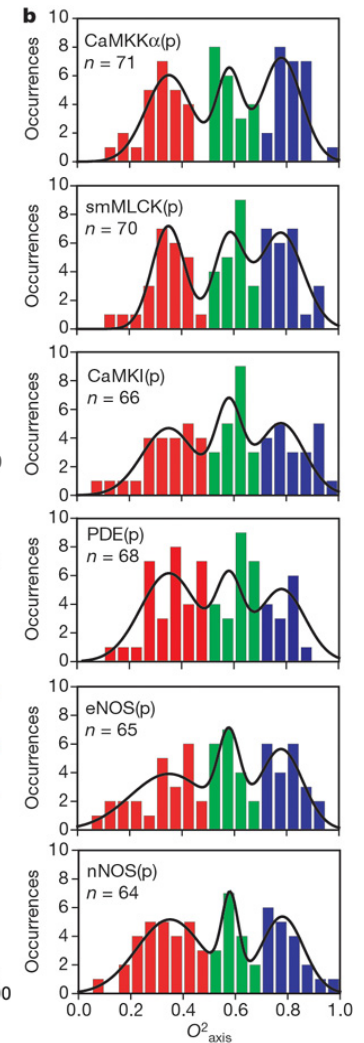 b
10
8
6
4
2
0
Occurrences
CaMKKα(p)
n = 71
10
8
6
4
2
0
Occurrences
smMLCK(p)
n = 70
10
8
6
4
2
0
Occurrences
CaMKI(p)
n = 66
10
8
6
4
2
0
Occurrences
PDE(p)
n = 68
10
8
6
4
2
0
Occurrences
eNOS(p)
n = 65
10
8
6
4
2
0
Occurrences
nNOS(p)
n = 64
0.0 0.2 0.4 0.6 0.8 1.0
O²axis